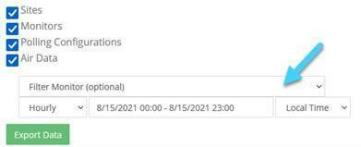 Sites
Monitors
Polling Configurations
Air Data
Filter Monitor (optional)
Hourly 8/15/2021 00:00 - 8/15/2021 23:00 Local Time
Export Data